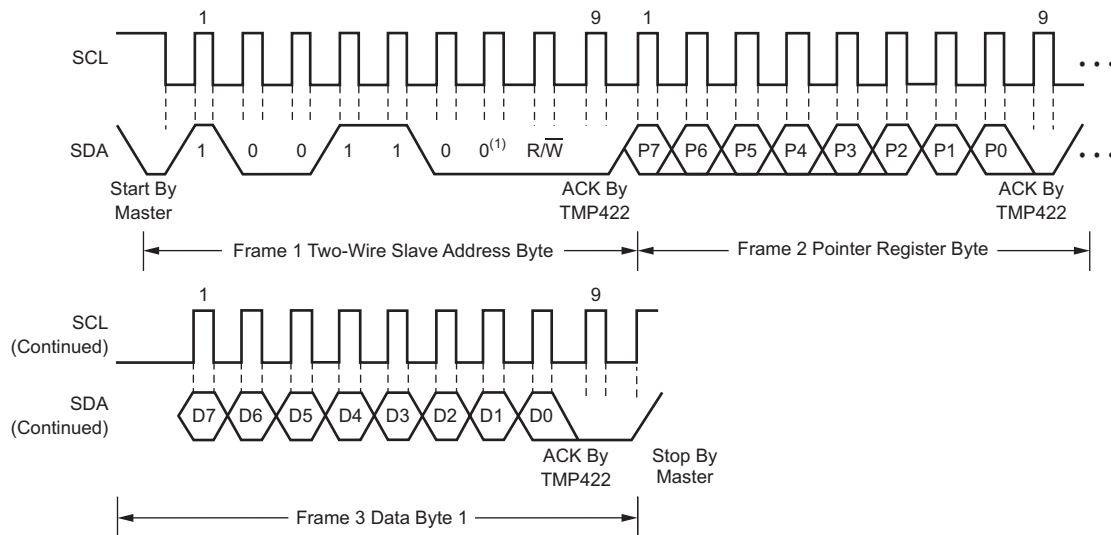 1 9 1 9
SCL
SDA
1 0 0 1 1 0 0(1) R/W P7 P6 P5 P4 P3 P2 P1 P0
Start By
Master
ACK By
TMP422
ACK By
TMP422
Frame 1 Two-Wire Slave Address Byte
Frame 2 Pointer Register Byte
1 9
SCL
(Continued)
SDA
(Continued)
D7 D6 D5 D4 D3 D2 D1 D0
ACK By
TMP422
Stop By
Master
Frame 3 Data Byte 1